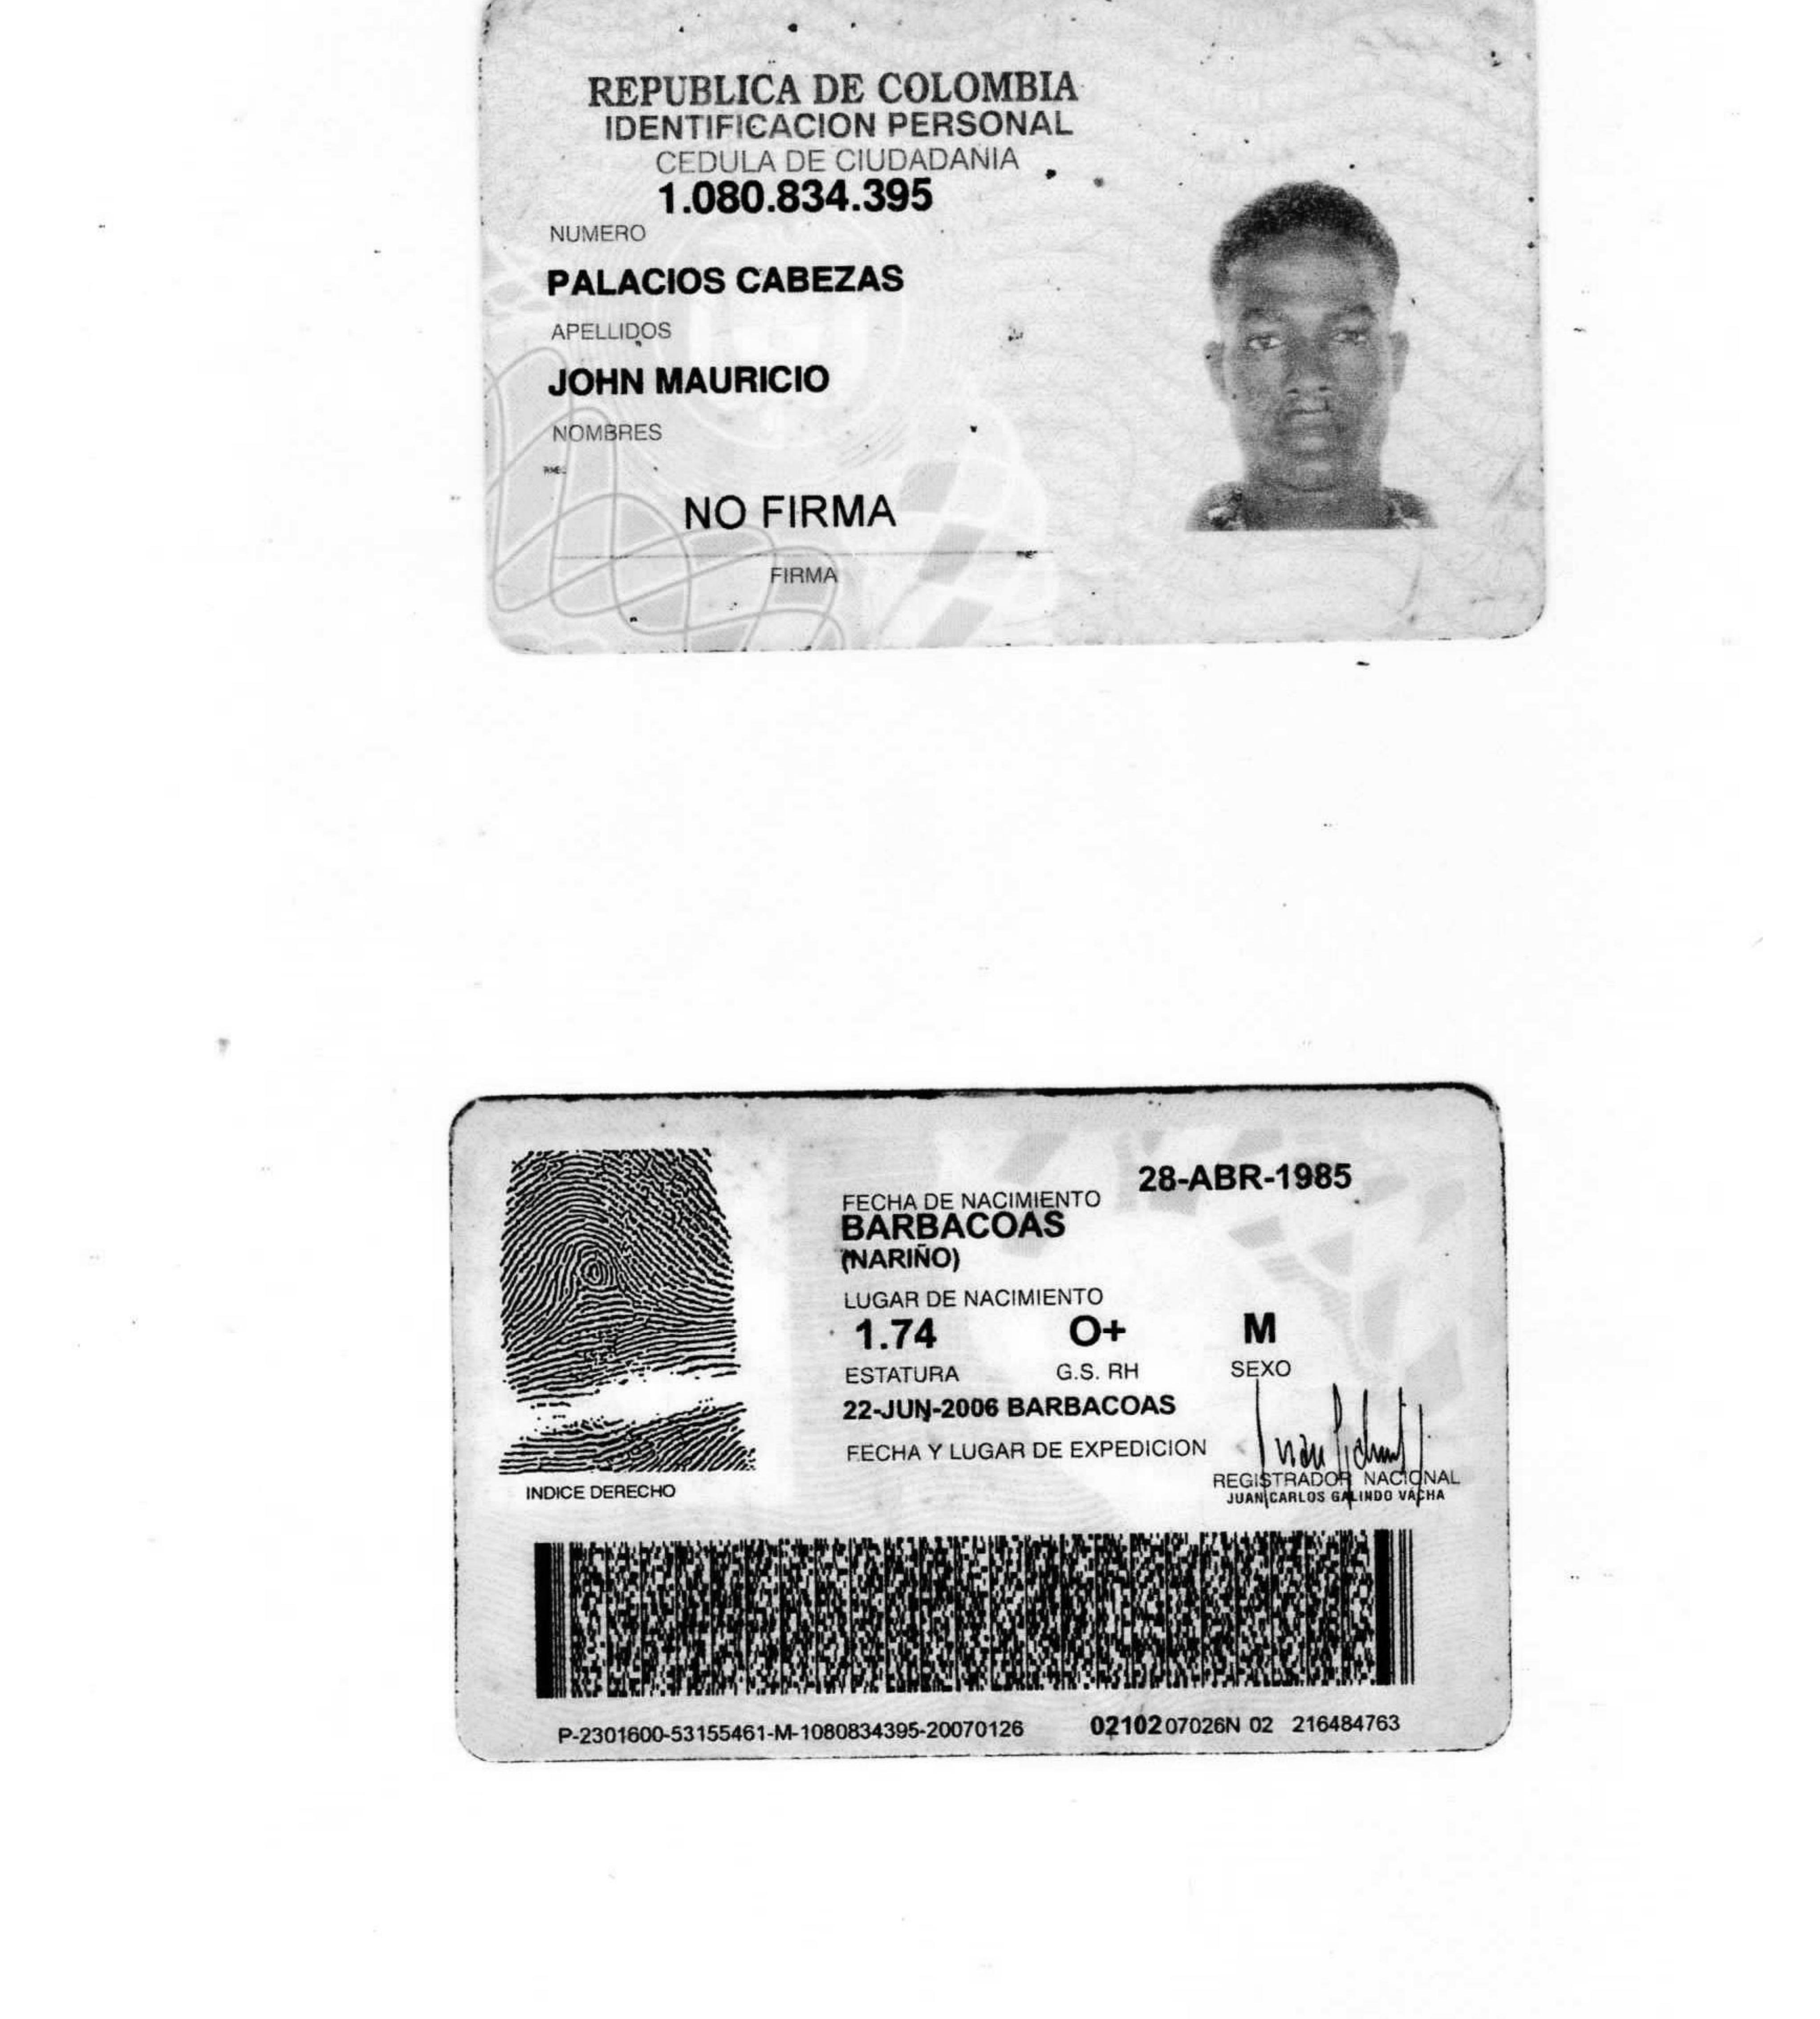 REPUBLICA DE COLOMBIA
IDENTIFICACION PERSONAL
CEDULA DE CIUDADANIA
1.080.834.395
NUMERO
PALACIOS CABEZAS
APELLIDOS
JOHN MAURICIO
NOMBRES
NO FIRMA
FIRMA
28-ABR-1985
FECHA DE NACIMIENTO
BARBACOAS
(NARIÑO)
LUGAR DE NACIMIENTO
1.74 O+ M
ESTATURA G.S. RH SEXO
22-JUN-2006 BARBACOAS
FECHA Y LUGAR DE EXPEDICION
REGISTRADOR NACIONAL
JUAN CARLOS GALINDO VACHA
INDICE DERECHO
P-2301600-53155461-M-1080834395-20070126 0210207026N 02 216484763